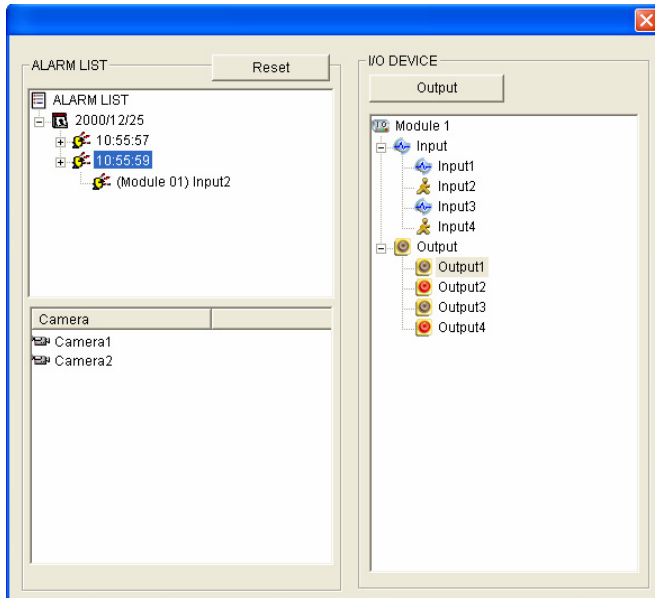 ALARM LIST
Reset
ALARM LIST
2000/12/25
10:55:57
10:55:59
(Module 01) Input2
Camera
Camera1
Camera2
I/O DEVICE
Output
Module 1
Input
Input1
Input2
Input3
Input4
Output
Output1
Output2
Output3
Output4